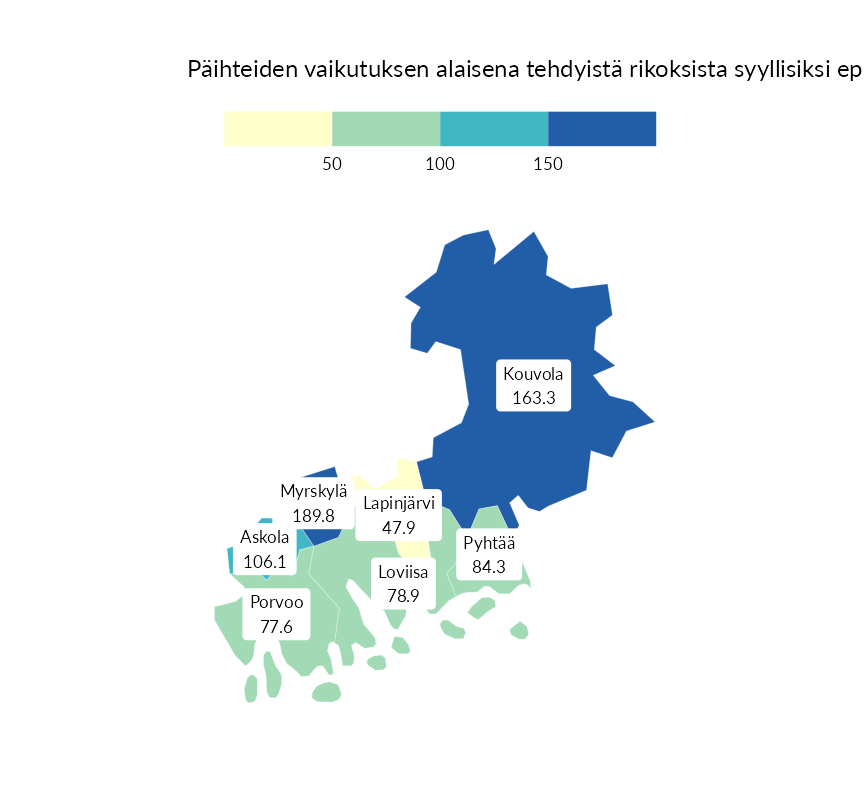 Päihteiden vaikutuksen alaisena tehdyistä rikoksista syyllisiksi ep
50 100 150
Kouvola
163.3
Myrskylä
189.8
Lapinjärvi
47.9
Askola
106.1
Pyhtää
84.3
Loviisa
78.9
Porvoo
77.6